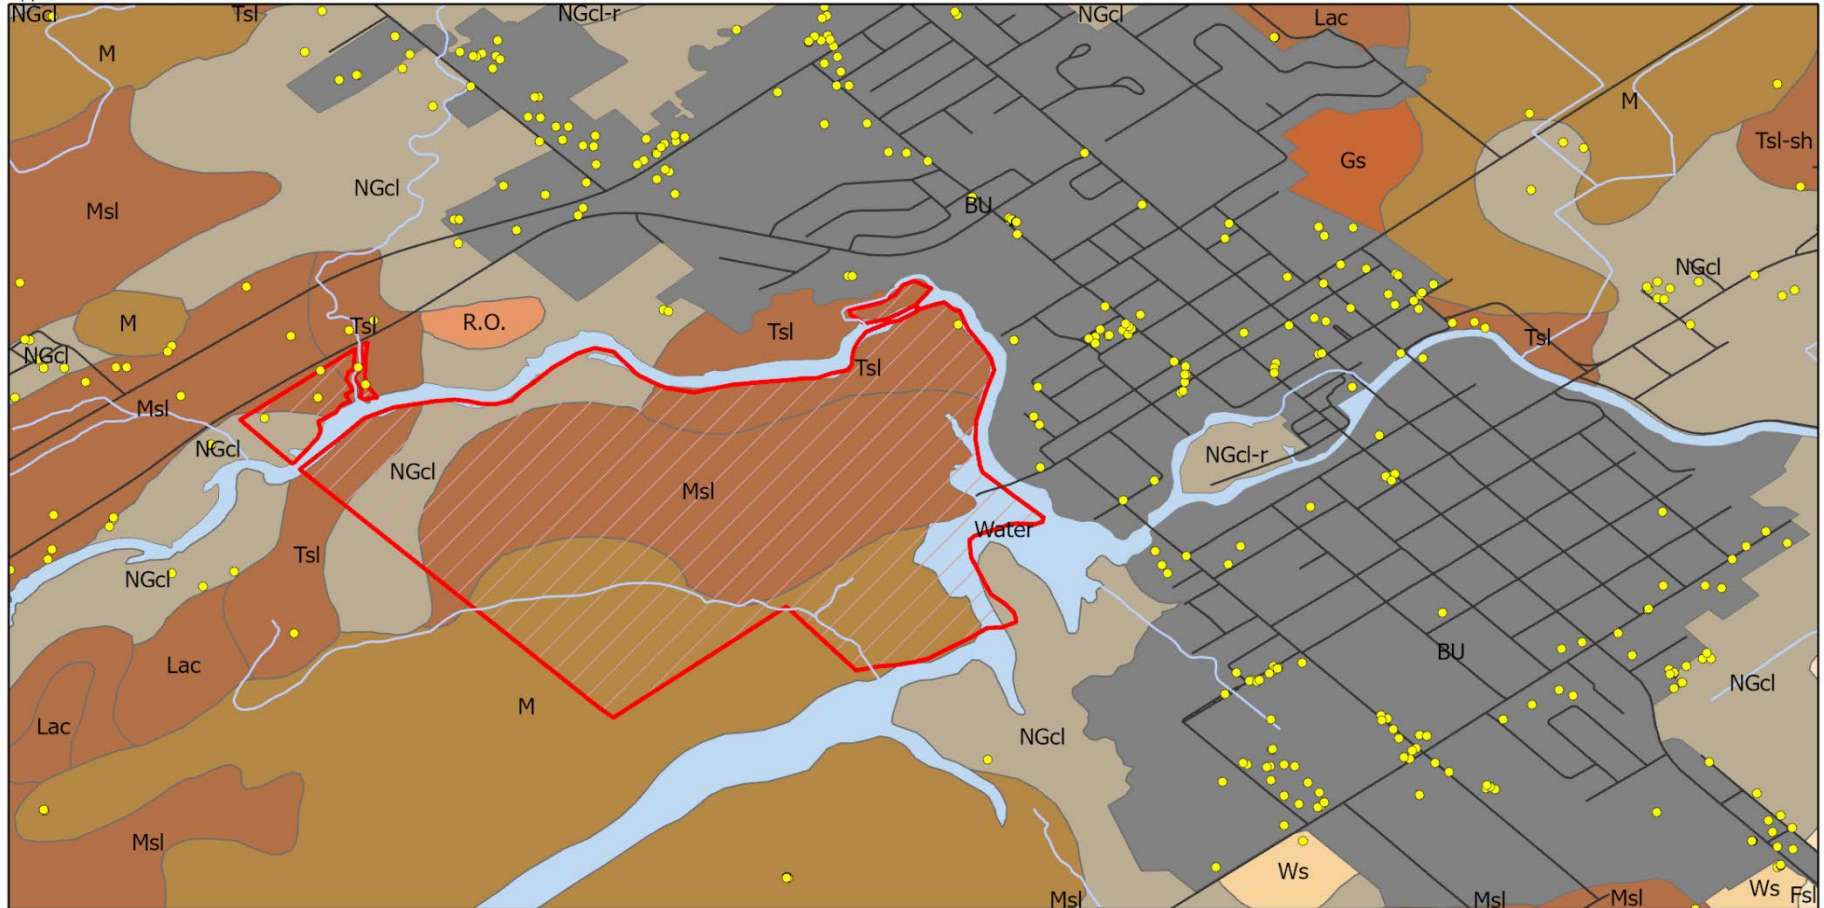 NGcl Tsl NGcl-r NGcl Lac
M
M
Tsl-sh
Gs
NGcl
Msl
BU
NGcl
M
R.O.
Tsl
Tsl
Tsl
NGcl
Tsl
Msl
NGcl
NGcl-r
NGcl
Msl
Water
Tsl
NGcl
BU
Lac
NGcl
M
Lac
NGcl
Msl
Ws
Ws
Fsl
Msl
Msl
Msl